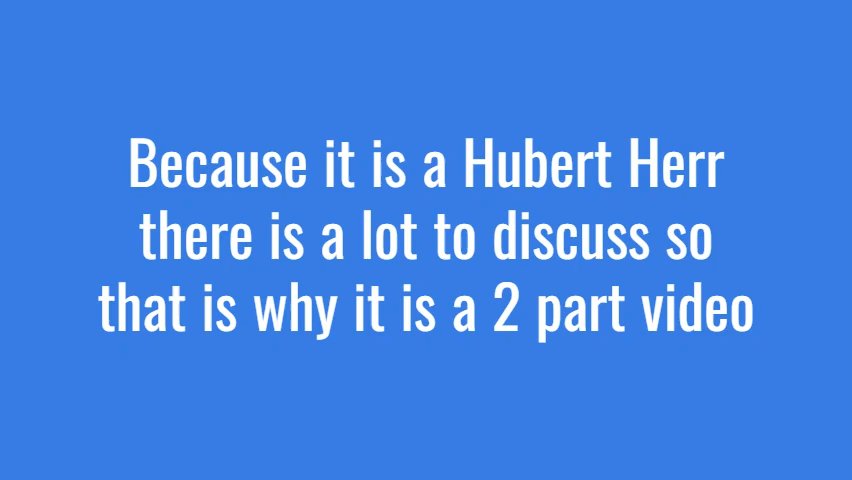 Because it is a Hubert Herr
there is a lot to discuss so
that is why it is a 2 part video